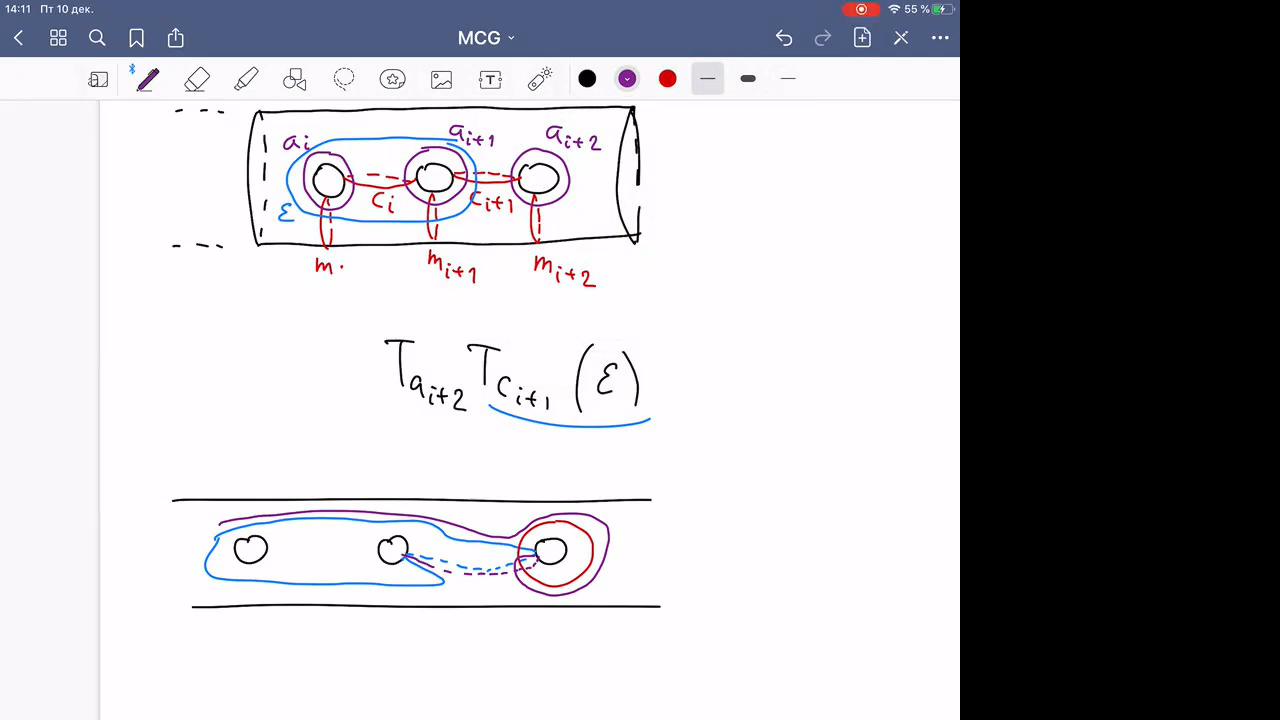 14:11 Пт 10 дек. 55 %
MCG
T
a_i a_{i+1} a_{i+2}
ε c_i c_{i+1}
m. m_{i+1} m_{i+2}
T_{a_{i+2}} T_{c_{i+1}} (ε)